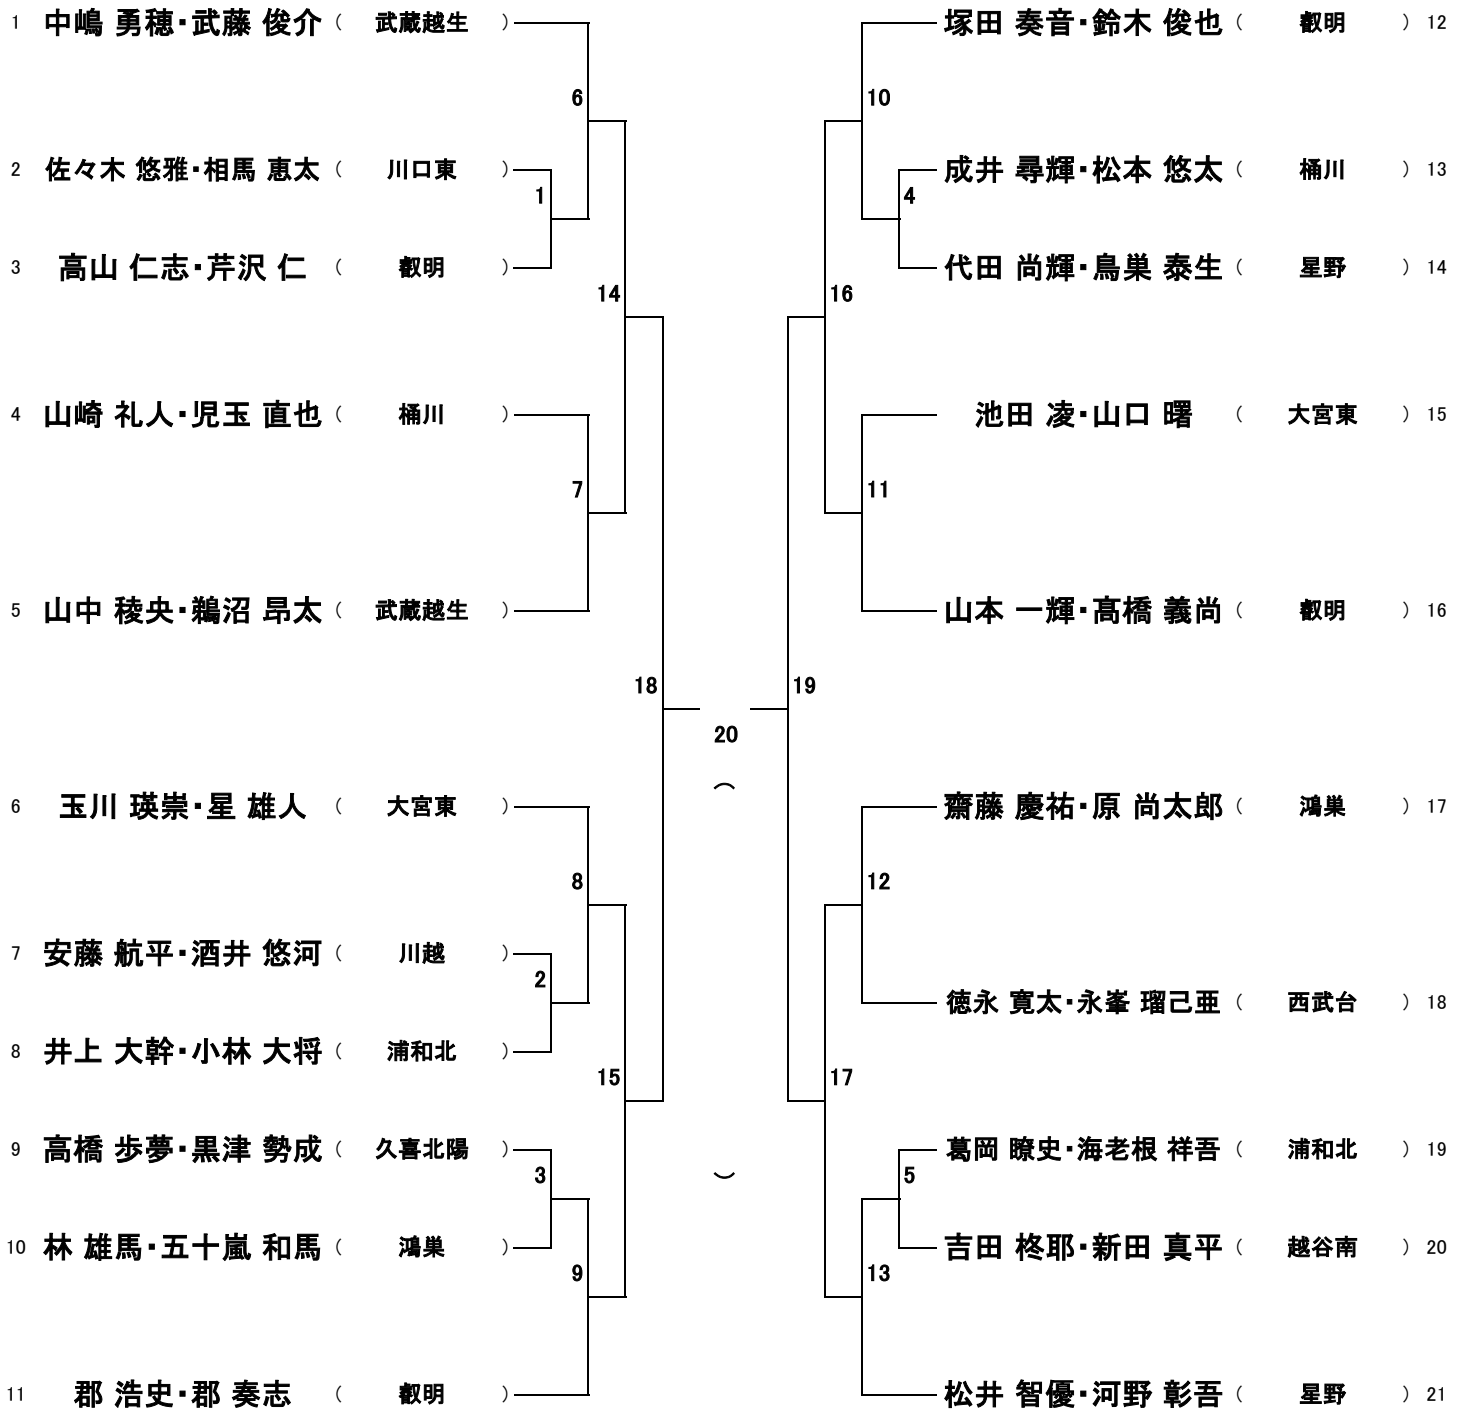 1 中嶋 勇穂・武藤 俊介 ( 武蔵越生 )
6
2 佐々木 悠雅・相馬 恵太 ( 川口東 )
1
3 高山 仁志・芹沢 仁 ( 叡明 )
14
4 山崎 礼人・児玉 直也 ( 桶川 )
7
5 山中 稜央・鵜沼 昂太 ( 武蔵越生 )
18
6 玉川 瑛崇・星 雄人 ( 大宮東 )
8
7 安藤 航平・酒井 悠河 ( 川越 )
2
8 井上 大幹・小林 大将 ( 浦和北 )
15
9 高橋 歩夢・黒津 勢成 ( 久喜北陽 )
3
10 林 雄馬・五十嵐 和馬 ( 鴻巣 )
9
11 郡 浩史・郡 奏志 ( 叡明 )
20
(
)
塚田 奏音・鈴木 俊也 ( 叡明 ) 12
10
成井 尋輝・松本 悠太 ( 桶川 ) 13
4
代田 尚輝・鳥巣 泰生 ( 星野 ) 14
16
池田 凌・山口 曙 ( 大宮東 ) 15
11
山本 一輝・髙橋 義尚 ( 叡明 ) 16
19
齋藤 慶祐・原 尚太郎 ( 鴻巣 ) 17
12
徳永 寛太・永峯 瑠己亜 ( 西武台 ) 18
17
葛岡 瞭史・海老根 祥吾 ( 浦和北 ) 19
5
吉田 柊耶・新田 真平 ( 越谷南 ) 20
13
松井 智優・河野 彰吾 ( 星野 ) 21